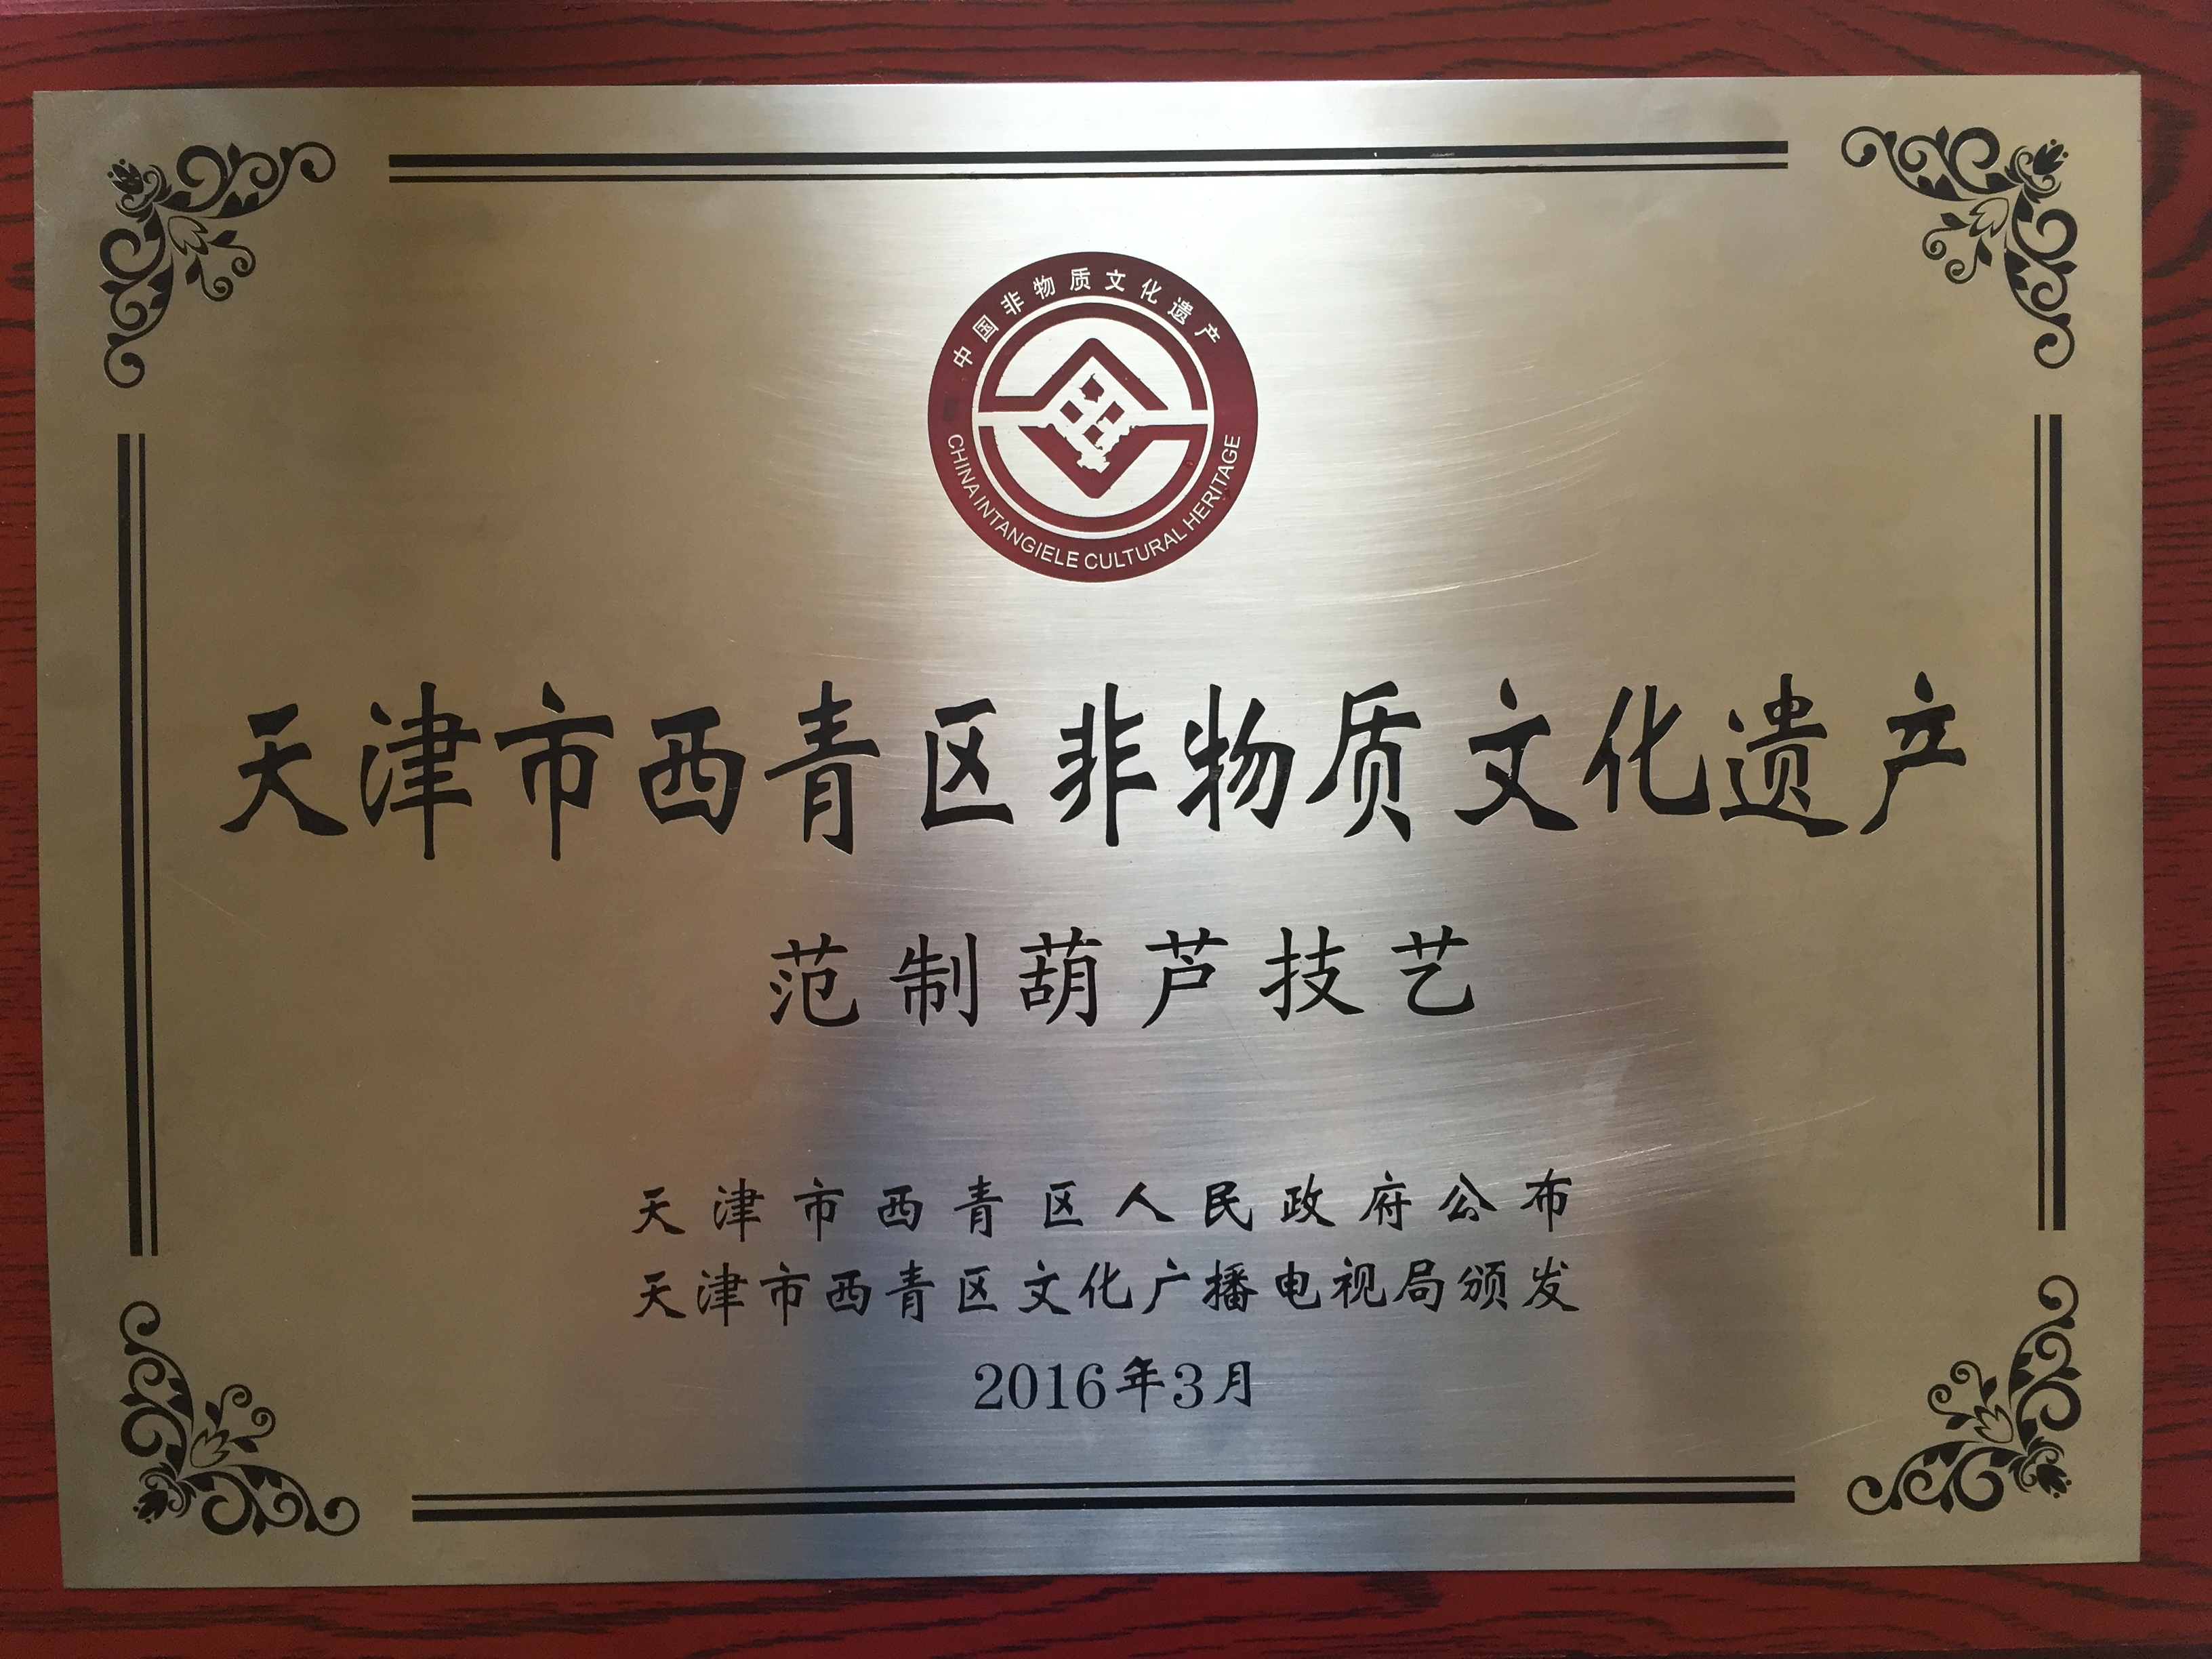 中国非物质文化遗产
CHINA INTANGIELE CULTURAL HERITAGE
天津市西青区非物质文化遗产
范制葫芦技艺
天津市西青区人民政府公布
天津市西青区文化广播电视局颁发
2016年3月